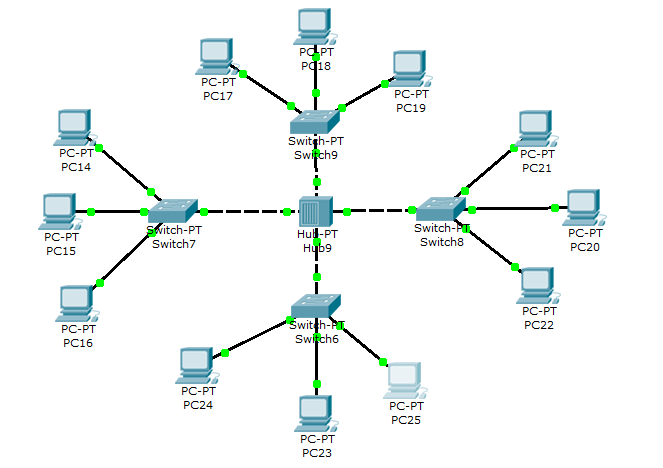 PC-PT
PC18
PC-PT
PC17
PC-PT
PC19
Switch-PT
Switch9
PC-PT
PC14
PC-PT
PC21
PC-PT
PC15
Switch-PT
Switch7
Hub-PT
Hub9
Switch-PT
Switch8
PC-PT
PC20
PC-PT
PC16
PC-PT
PC22
Switch-PT
Switch6
PC-PT
PC24
PC-PT
PC25
PC-PT
PC23